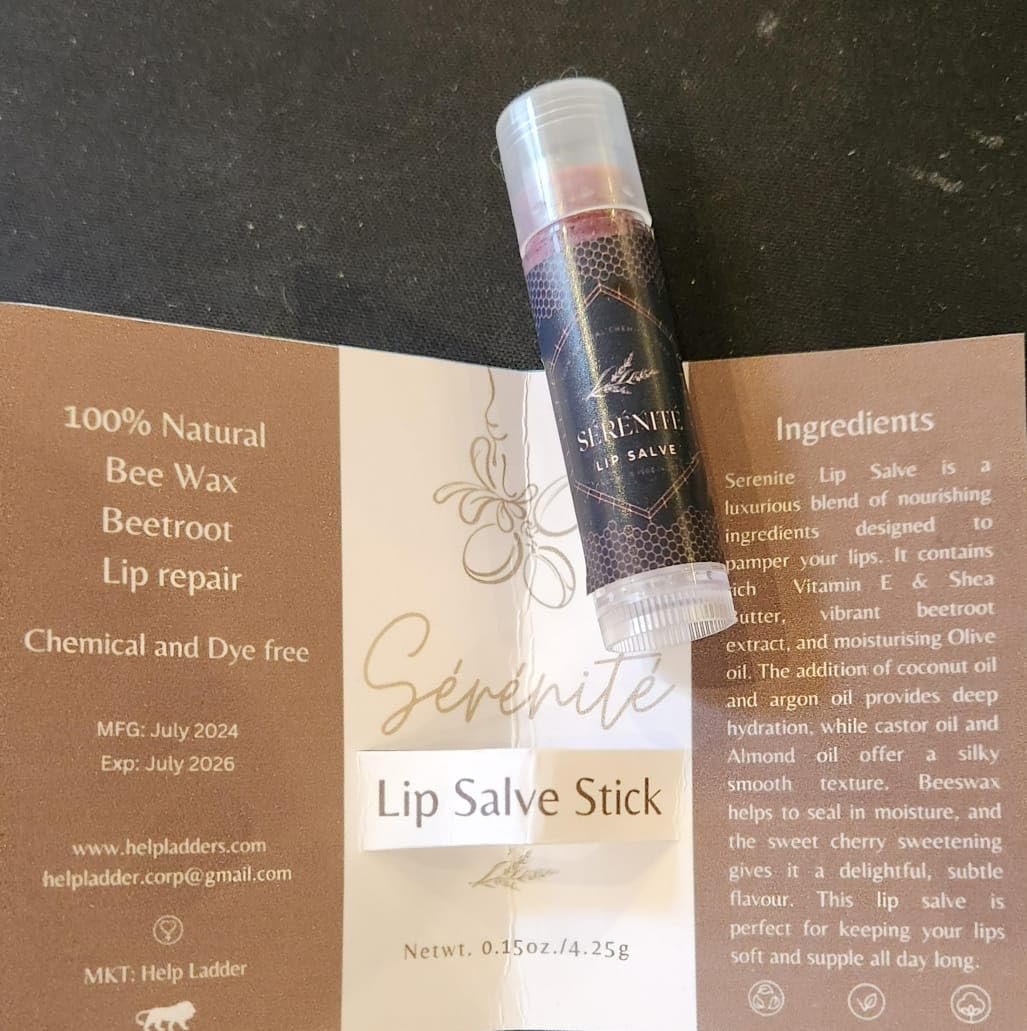 100% Natural
Bee Wax
Beetroot
Lip repair
Chemical and Dye free
MFG: July 2024
Exp: July 2026
www.helpladders.com
helpladder.corp@gmail.com
MKT: Help Ladder
SÉRÉNITÉ
LIP SALVE
Sérénité
Lip Salve Stick
Netwt. 0.15oz./4.25g
Ingredients
Serenite Lip Salve is a
luxurious blend of nourishing
ingredients designed to
pamper your lips. It contains
rich Vitamin E & Shea
utter, vibrant beetroot
extract, and moisturising Olive
oil. The addition of coconut oil
and argon oil provides deep
hydration, while castor oil and
Almond oil offer a silky
smooth texture. Beeswax
helps to seal in moisture, and
the sweet cherry sweetening
gives it a delightful, subtle
flavour. This lip salve is
perfect for keeping your lips
soft and supple all day long.